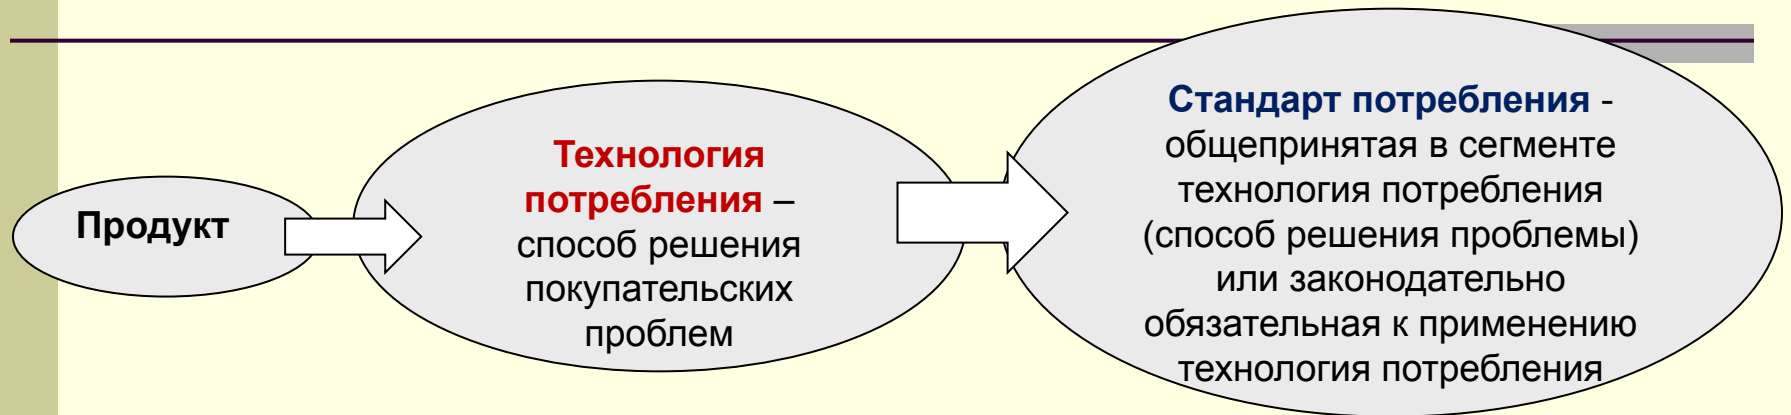 Продукт
Технология
потребления –
способ решения
покупательских
проблем
Стандарт потребления -
общепринятая в сегменте
технология потребления
(способ решения проблемы)
или законодательно
обязательная к применению
технология потребления